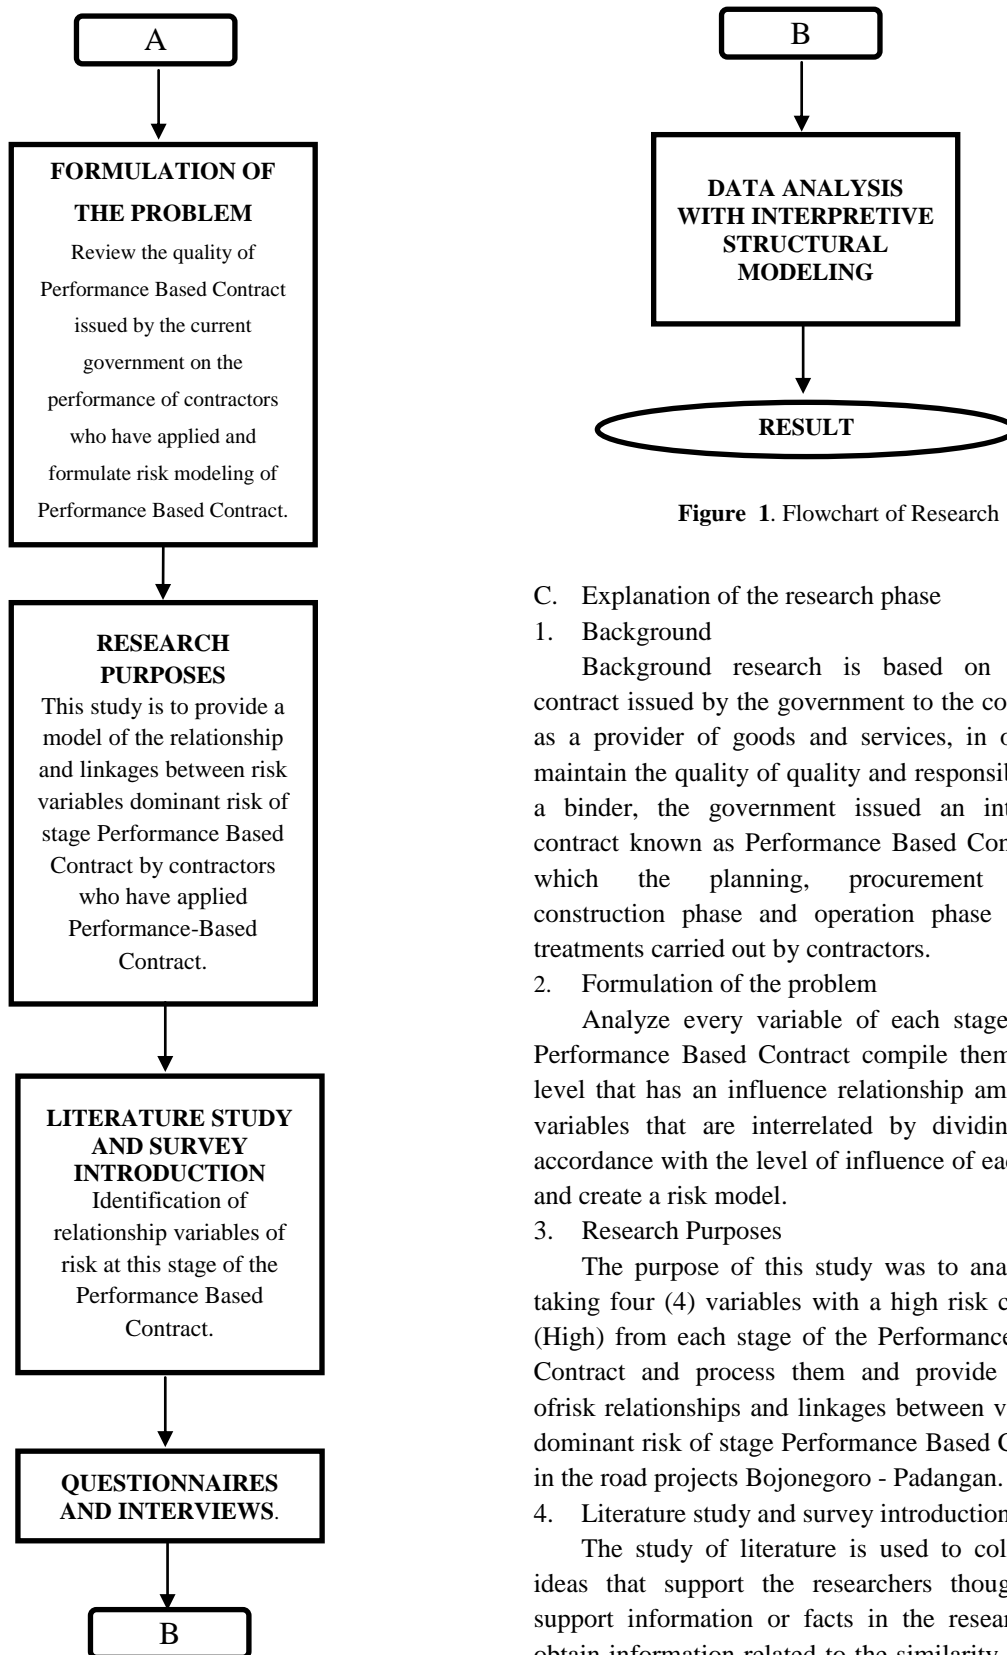 A
FORMULATION OF
THE PROBLEM
Review the quality of
Performance Based Contract
issued by the current
government on the
performance of contractors
who have applied and
formulate risk modeling of
Performance Based Contract.
RESEARCH
PURPOSES
This study is to provide a
model of the relationship
and linkages between risk
variables dominant risk of
stage Performance Based
Contract by contractors
who have applied
Performance-Based
Contract.
LITERATURE STUDY
AND SURVEY
INTRODUCTION
Identification of
relationship variables of
risk at this stage of the
Performance Based
Contract.
QUESTIONNAIRES
AND INTERVIEWS.
B
B
DATA ANALYSIS
WITH INTERPRETIVE
STRUCTURAL
MODELING
RESULT
Figure 1. Flowchart of Research
C. Explanation of the research phase
1. Background
Background research is based on
contract issued by the government to the
as a provider of goods and services, in
maintain the quality of quality and
a binder, the government issued an
contract known as Performance Based
which the planning, procurement
construction phase and operation phase
treatments carried out by contractors.
2. Formulation of the problem
Analyze every variable of each stage
Performance Based Contract compile them
level that has an influence relationship
variables that are interrelated by
accordance with the level of influence of
and create a risk model.
3. Research Purposes
The purpose of this study was to
taking four (4) variables with a high risk
(High) from each stage of the Performance
Contract and process them and provide
ofrisk relationships and linkages between
dominant risk of stage Performance Based
in the road projects Bojonegoro - Padangan.
4. Literature study and survey introduction
The study of literature is used to
ideas that support the researchers
support information or facts in the
obtain information related to the similarity